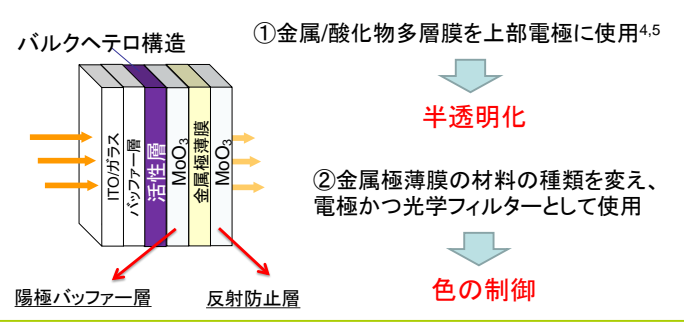 バルクヘテロ構造
①金属/酸化物多層膜を上部電極に使用4,5
半透明化
ITO/ガラス
バッファー層
活性層
MoO3
金属極薄膜
MoO3
②金属極薄膜の材料の種類を変え、
電極かつ光学フィルターとして使用
色の制御
陽極バッファー層
反射防止層